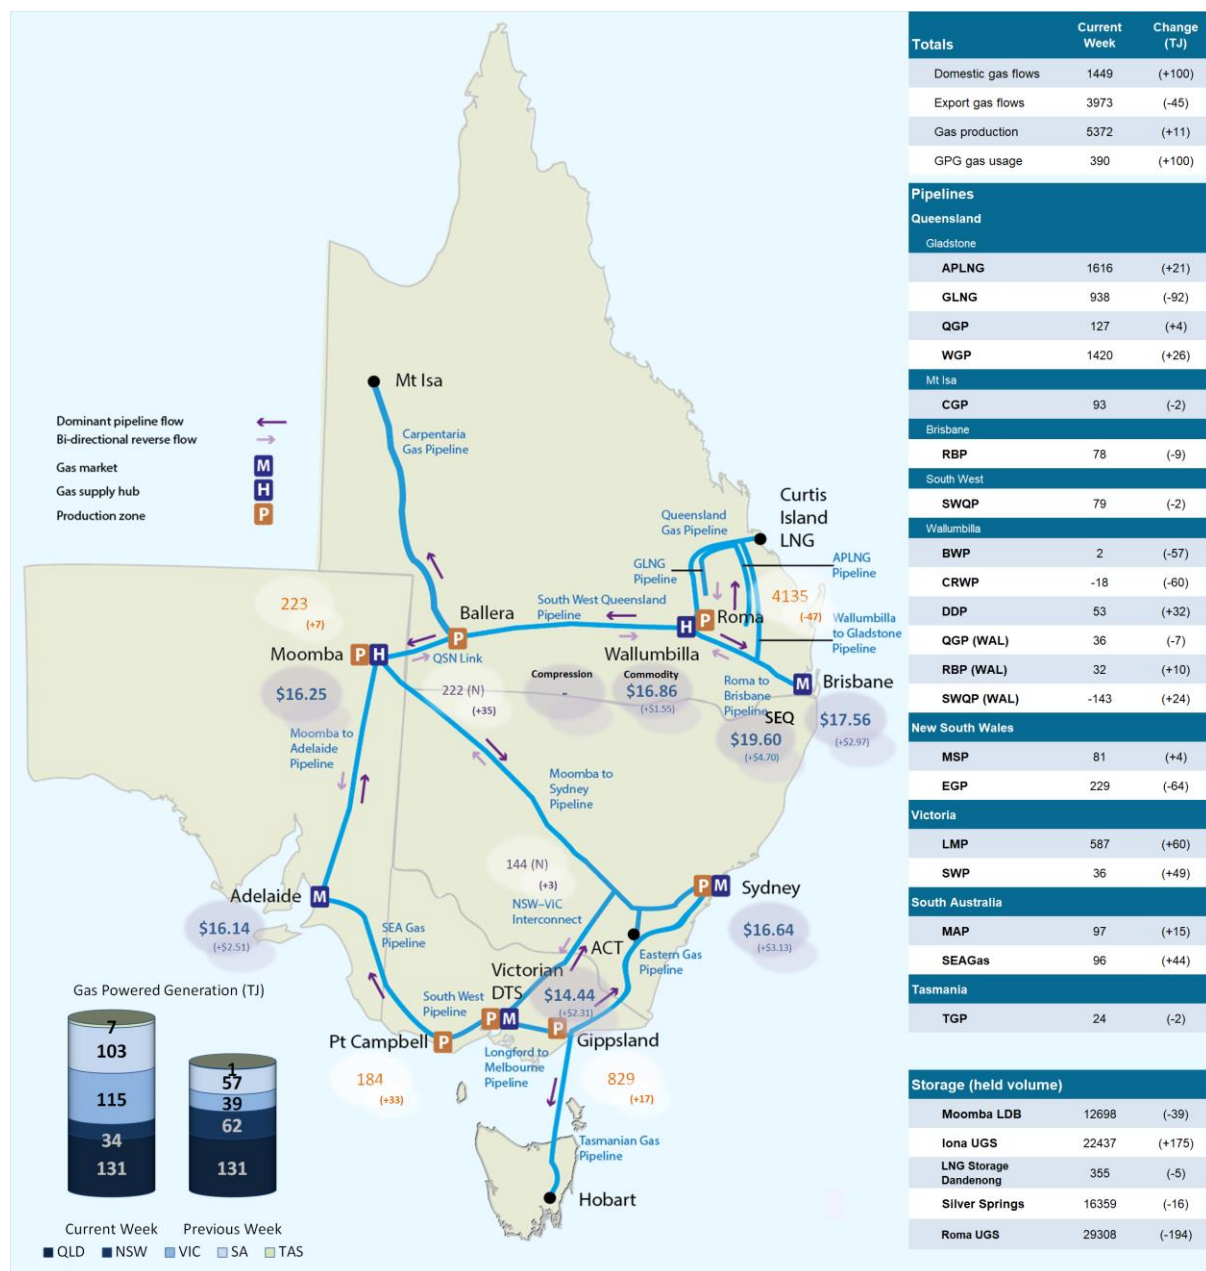 Dominant pipeline flow
Bi-directional reverse flow
Gas market
M
Gas supply hub
H
Production zone
P
Mt Isa
Carpentaria
Gas Pipeline
Curtis
Island
LNG
Queensland
Gas Pipeline
GLNG
Pipeline
APLNG
Pipeline
4135
(-47)
Wallumbilla
to Gladstone
Pipeline
South West Queensland
Pipeline
Ballera
P
QSN Link
H
P
Roma
Wallumbilla
223
(+7)
Moomba
P
H
$16.25
222 (N)
(+35)
Compression
-
Commodity
$16.86
(+$1.55)
Roma to
Brisbane
Pipeline
M
Brisbane
SEQ
$19.60
(+$4.70)
$17.56
(+$2.97)
Moomba to
Adelaide
Pipeline
Moomba to
Sydney
Pipeline
144 (N)
(+3)
NSW–VIC
Interconnect
P
M
Sydney
$16.64
(+$3.13)
Adelaide
M
$16.14
(+$2.51)
SEA Gas
Pipeline
ACT
Eastern Gas
Pipeline
Victorian
DTS
$14.44
(+$2.31)
South West
Pipeline
P
M
P
Gippsland
Pt Campbell
P
184
(+33)
Longford to
Melbourne
Pipeline
829
(+17)
Tasmanian Gas
Pipeline
Hobart
Gas Powered Generation (TJ)
7
103
115
34
131
1
57
39
62
131
Current Week
Previous Week
QLD
NSW
VIC
SA
TAS
Totals
Current
Week
Change
(TJ)
Domestic gas flows 1449 (+100)
Export gas flows 3973 (-45)
Gas production 5372 (+11)
GPG gas usage 390 (+100)
Pipelines
Queensland
Gladstone
APLNG 1616 (+21)
GLNG 938 (-92)
QGP 127 (+4)
WGP 1420 (+26)
Mt Isa
CGP 93 (-2)
Brisbane
RBP 78 (-9)
South West
SWQP 79 (-2)
Wallumbilla
BWP 2 (-57)
CRWP -18 (-60)
DDP 53 (+32)
QGP (WAL) 36 (-7)
RBP (WAL) 32 (+10)
SWQP (WAL) -143 (+24)
New South Wales
MSP 81 (+4)
EGP 229 (-64)
Victoria
LMP 587 (+60)
SWP 36 (+49)
South Australia
MAP 97 (+15)
SEAGas 96 (+44)
Tasmania
TGP 24 (-2)
Storage (held volume)
Moomba LDB 12698 (-39)
Iona UGS 22437 (+175)
LNG Storage
Dandenong 355 (-5)
Silver Springs 16359 (-16)
Roma UGS 29308 (-194)